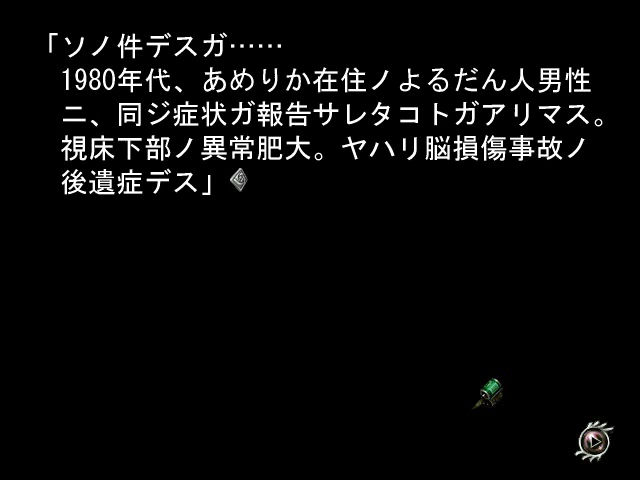 「ソノ件デスガ……
1980年代、あめりか在住ノよるだん人男性
ニ、同ジ症状ガ報告サレタコトガアリマス。
視床下部ノ異常肥大。ヤハリ脳損傷事故ノ
後遺症デス」